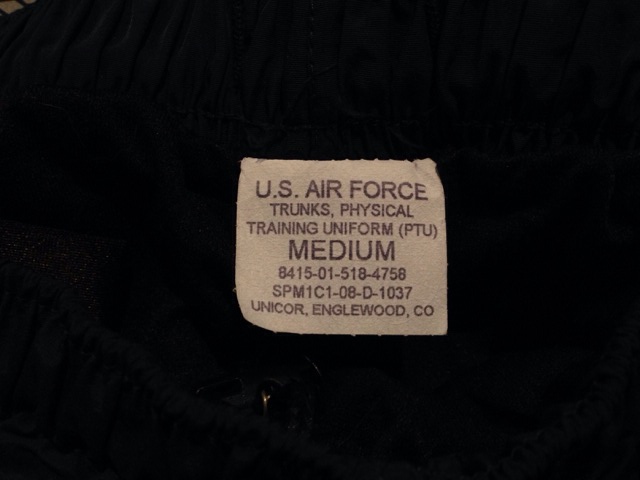 U.S. AIR FORCE
TRUNKS, PHYSICAL
TRAINING UNIFORM (PTU)
MEDIUM
8415-01-518-4758
SPM1C1-08-D-1037
UNICOR, ENGLEWOOD, CO